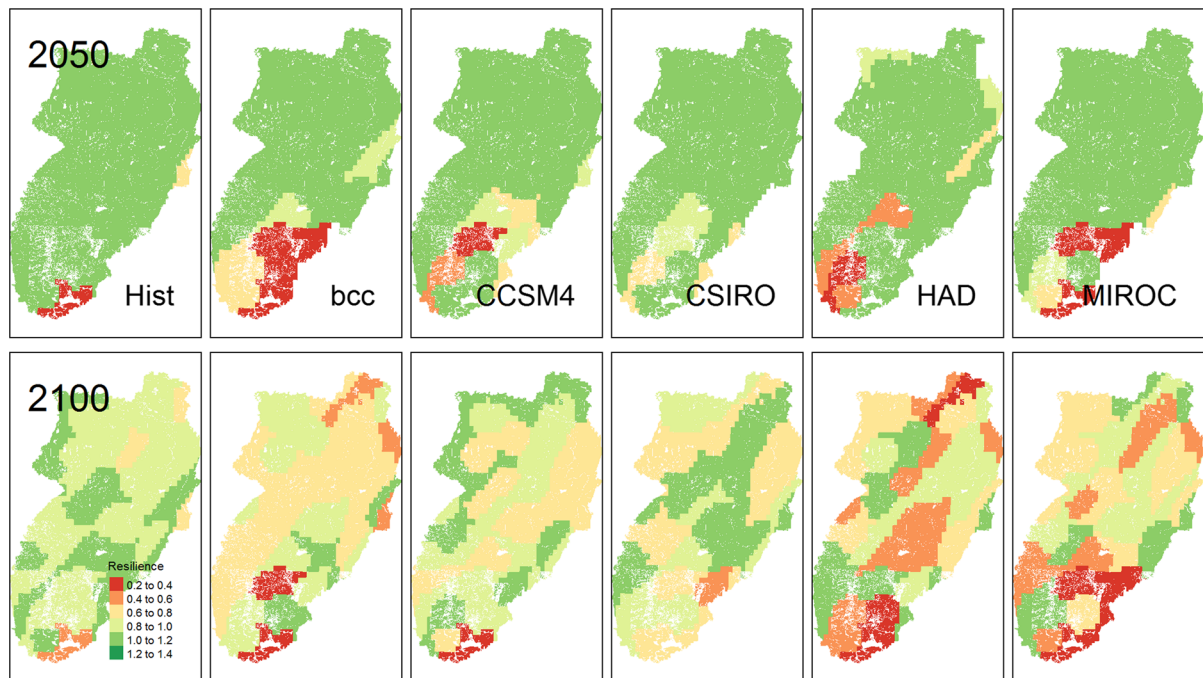 2050
Hist
bcc
CCSM4
CSIRO
HAD
MIROC
2100
Resilience
0.2 to 0.4
0.4 to 0.6
0.6 to 0.8
0.8 to 1.0
1.0 to 1.2
1.2 to 1.4